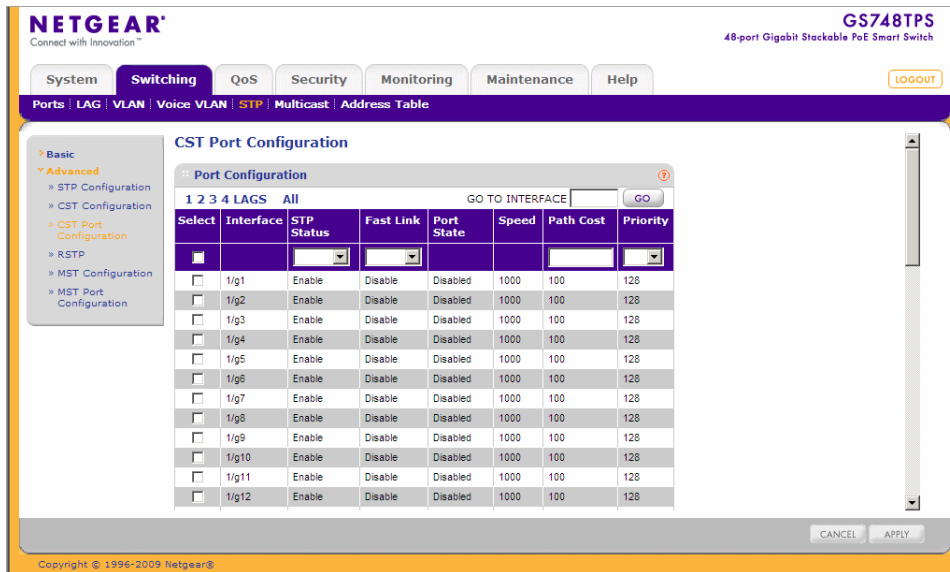 NETGEAR®
Connect with Innovation™
GS748TPS
48-port Gigabit Stackable PoE Smart Switch
System Switching QoS Security Monitoring Maintenance Help LOGOUT
Ports LAG VLAN Voice VLAN STP Multicast Address Table
Basic
Advanced
» STP Configuration
» CST Configuration
» CST Port Configuration
» RSTP
» MST Configuration
» MST Port Configuration
CST Port Configuration
Port Configuration ?
1 2 3 4 LAGS All GO TO INTERFACE GO
Select Interface STP Status Fast Link Port State Speed Path Cost Priority
1/g1 Enable Disable Disabled 1000 100 128
1/g2 Enable Disable Disabled 1000 100 128
1/g3 Enable Disable Disabled 1000 100 128
1/g4 Enable Disable Disabled 1000 100 128
1/g5 Enable Disable Disabled 1000 100 128
1/g6 Enable Disable Disabled 1000 100 128
1/g7 Enable Disable Disabled 1000 100 128
1/g8 Enable Disable Disabled 1000 100 128
1/g9 Enable Disable Disabled 1000 100 128
1/g10 Enable Disable Disabled 1000 100 128
1/g11 Enable Disable Disabled 1000 100 128
1/g12 Enable Disable Disabled 1000 100 128
CANCEL APPLY
Copyright © 1996-2009 Netgear®